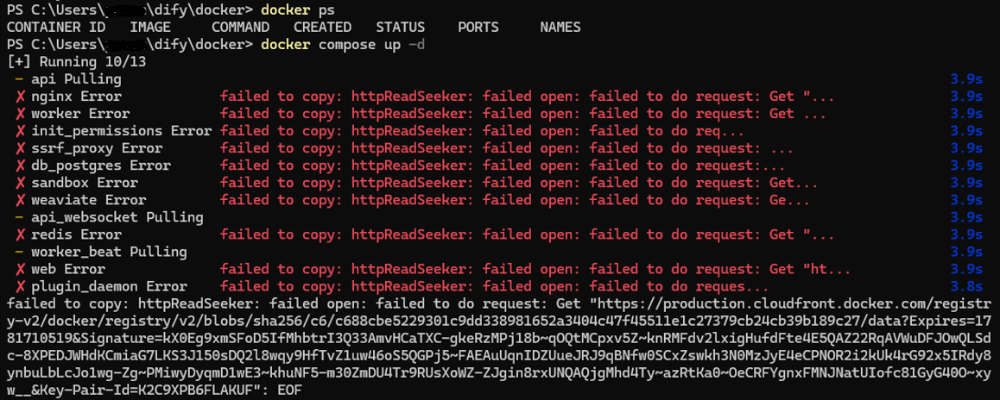 PS C:\Users\ \dify\docker> docker ps
CONTAINER ID   IMAGE     COMMAND   CREATED   STATUS    PORTS     NAMES
PS C:\Users\ \dify\docker> docker compose up -d
[+] Running 10/13
 - api Pulling 3.9s
 ✗ nginx Error failed to copy: httpReadSeeker: failed open: failed to do request: Get "... 3.9s
 ✗ worker Error failed to copy: httpReadSeeker: failed open: failed to do request: Get ... 3.9s
 ✗ init_permissions Error failed to copy: httpReadSeeker: failed open: failed to do req... 3.9s
 ✗ ssrf_proxy Error failed to copy: httpReadSeeker: failed open: failed to do request: ... 3.9s
 ✗ db_postgres Error failed to copy: httpReadSeeker: failed open: failed to do request:... 3.9s
 ✗ sandbox Error failed to copy: httpReadSeeker: failed open: failed to do request: Get... 3.9s
 ✗ weaviate Error failed to copy: httpReadSeeker: failed open: failed to do request: Ge... 3.9s
 - api_websocket Pulling 3.9s
 ✗ redis Error failed to copy: httpReadSeeker: failed open: failed to do request: Get "... 3.9s
 - worker_beat Pulling 3.9s
 ✗ web Error failed to copy: httpReadSeeker: failed open: failed to do request: Get "ht... 3.9s
 ✗ plugin_daemon Error failed to copy: httpReadSeeker: failed open: failed to do reques... 3.8s
failed to copy: httpReadSeeker: failed open: failed to do request: Get "https://production.cloudfront.docker.com/registr
y-v2/docker/registry/v2/blobs/sha256/c6/c688cbe5229301c9dd338981652a3404c47f45511e1c27379cb24cb39b189c27/data?Expires=1
781710519&Signature=kX0Eg9xmSFoD5IfMhbtrI3Q33AmvHCaTXC-gkeRzMPj18b~qOQtMCpxv5Z~knRMFdv2lxigHufdFte4E5QAZ22RqAVWuDFJOwQLSd
c-8XPEDJWHdKCmiaG7LKS3J150sDQ2l8wqy9HfTvZ1uw46oS5QGPj5~FAEAuUqnIDZUueJRJ9qBNfw0SCxZswkh3N0MzJyE4eCPNOR2i2kUk4rG92x5IRdy8
ynbuLbLcJo1wg-Zg~PMiwyDyqmD1wE3~khuNF5-m30ZmDU4Tr9RUsXoWZ-ZJgin8rxUNQAQjgMhd4Ty~azRtKa0~OeCRFYgnxFMNJNatUIofc81GyG40O~xy
w__&Key-Pair-Id=K2C9XPB6FLAKUF": EOF